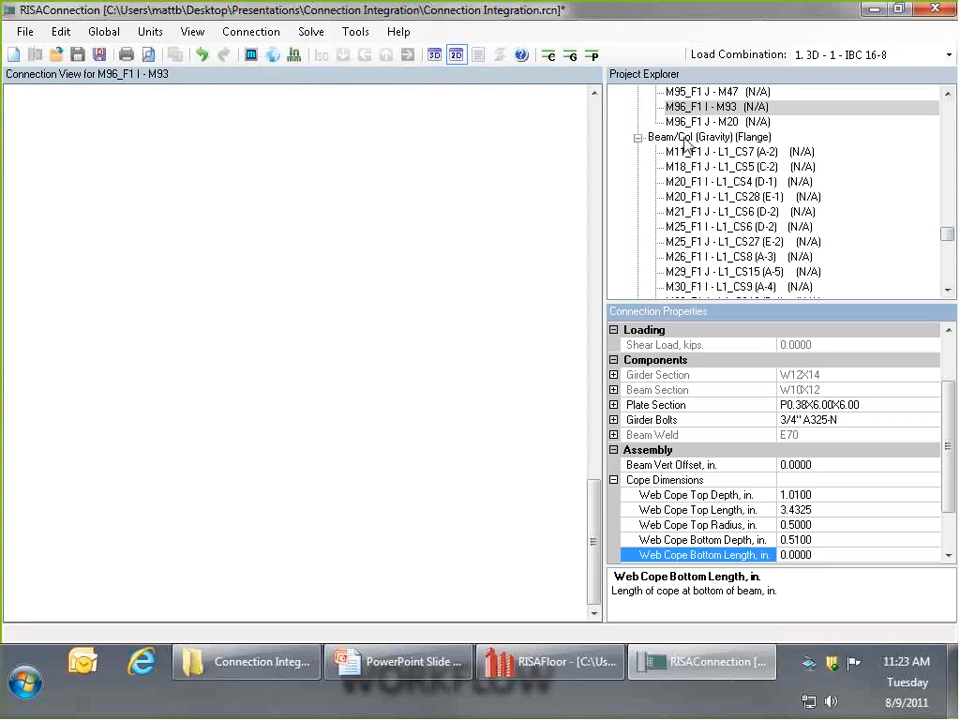 RISAConnection [C:\Users\mattb\Desktop\Presentations\Connection Integration\Connection Integration.rcn]*
File Edit Global Units View Connection Solve Tools Help
Iso 3D 2D C G P Load Combination: 1. 3D - 1 - IBC 16-8
Connection View for M96_F1 I - M93
Project Explorer
M95_F1 J - M47 (N/A)
M96_F1 I - M93 (N/A)
M96_F1 J - M20 (N/A)
Beam/Col (Gravity) (Flange)
M11_F1 J - L1_CS7 (A-2) (N/A)
M18_F1 J - L1_CS5 (C-2) (N/A)
M20_F1 I - L1_CS4 (D-1) (N/A)
M20_F1 J - L1_CS28 (E-1) (N/A)
M21_F1 J - L1_CS6 (D-2) (N/A)
M25_F1 I - L1_CS6 (D-2) (N/A)
M25_F1 J - L1_CS27 (E-2) (N/A)
M26_F1 I - L1_CS8 (A-3) (N/A)
M29_F1 J - L1_CS15 (A-5) (N/A)
M30_F1 I - L1_CS9 (A-4) (N/A)
Connection Properties
Loading
Shear Load, kips. 0.0000
Components
Girder Section W12X14
Beam Section W10X12
Plate Section P0.38X6.00X6.00
Girder Bolts 3/4" A325-N
Beam Weld E70
Assembly
Beam Vert Offset, in. 0.0000
Cope Dimensions
Web Cope Top Depth, in. 1.0100
Web Cope Top Length, in. 3.4325
Web Cope Top Radius, in. 0.5000
Web Cope Bottom Depth, in. 0.5100
Web Cope Bottom Length, in. 0.0000
Web Cope Bottom Length, in.
Length of cope at bottom of beam, in.
Connection Integ... PowerPoint Slide ... RISAFloor - [C:\Us... RISAConnection [... 11:23 AM
Tuesday
8/9/2011
WORKFLOW